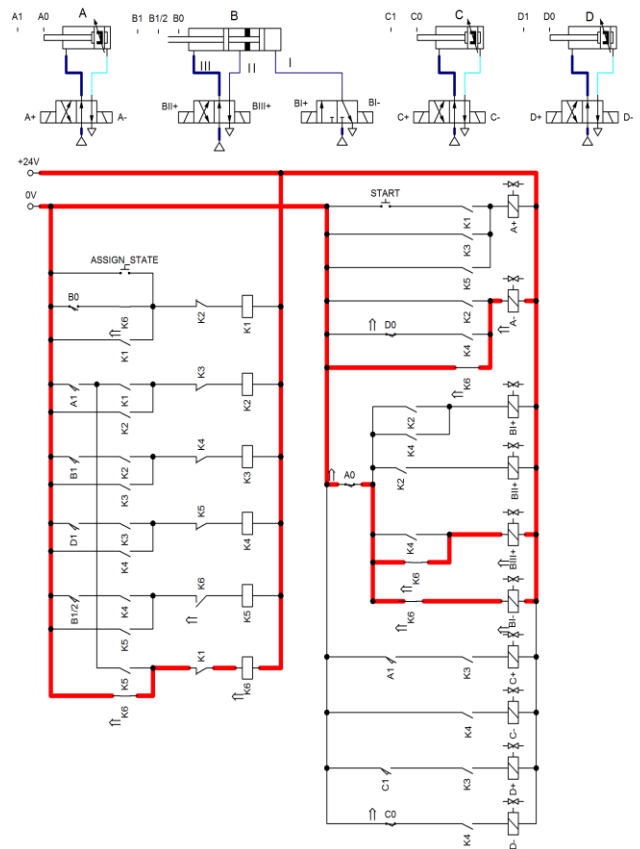 A1 A0 A
B1 B1/2 B0 B
C1 C0 C
D1 D0 D
III II I
A+ A-
BII+ BIII+
BI+ BI-
C+ C-
D+ D-
+24V
0V
START
K1
A+
K3
K5
ASSIGN_STATE
B0 K6 K2 K1
K1
K2
A-
D0
K4
K6
A1 K1 K3 K2
K2
K2
BI+
K4
B1 K2 K4 K3
K3
A0
K2
BII+
D1 K3 K5 K4
K4
K4
BIII+
K6
B1/2 K4 K6 K5
K5
K6
BI-
K5 K1 K6
K6
A1 K3
C+
K4
C-
C1 K3
D+
C0
K4
D-